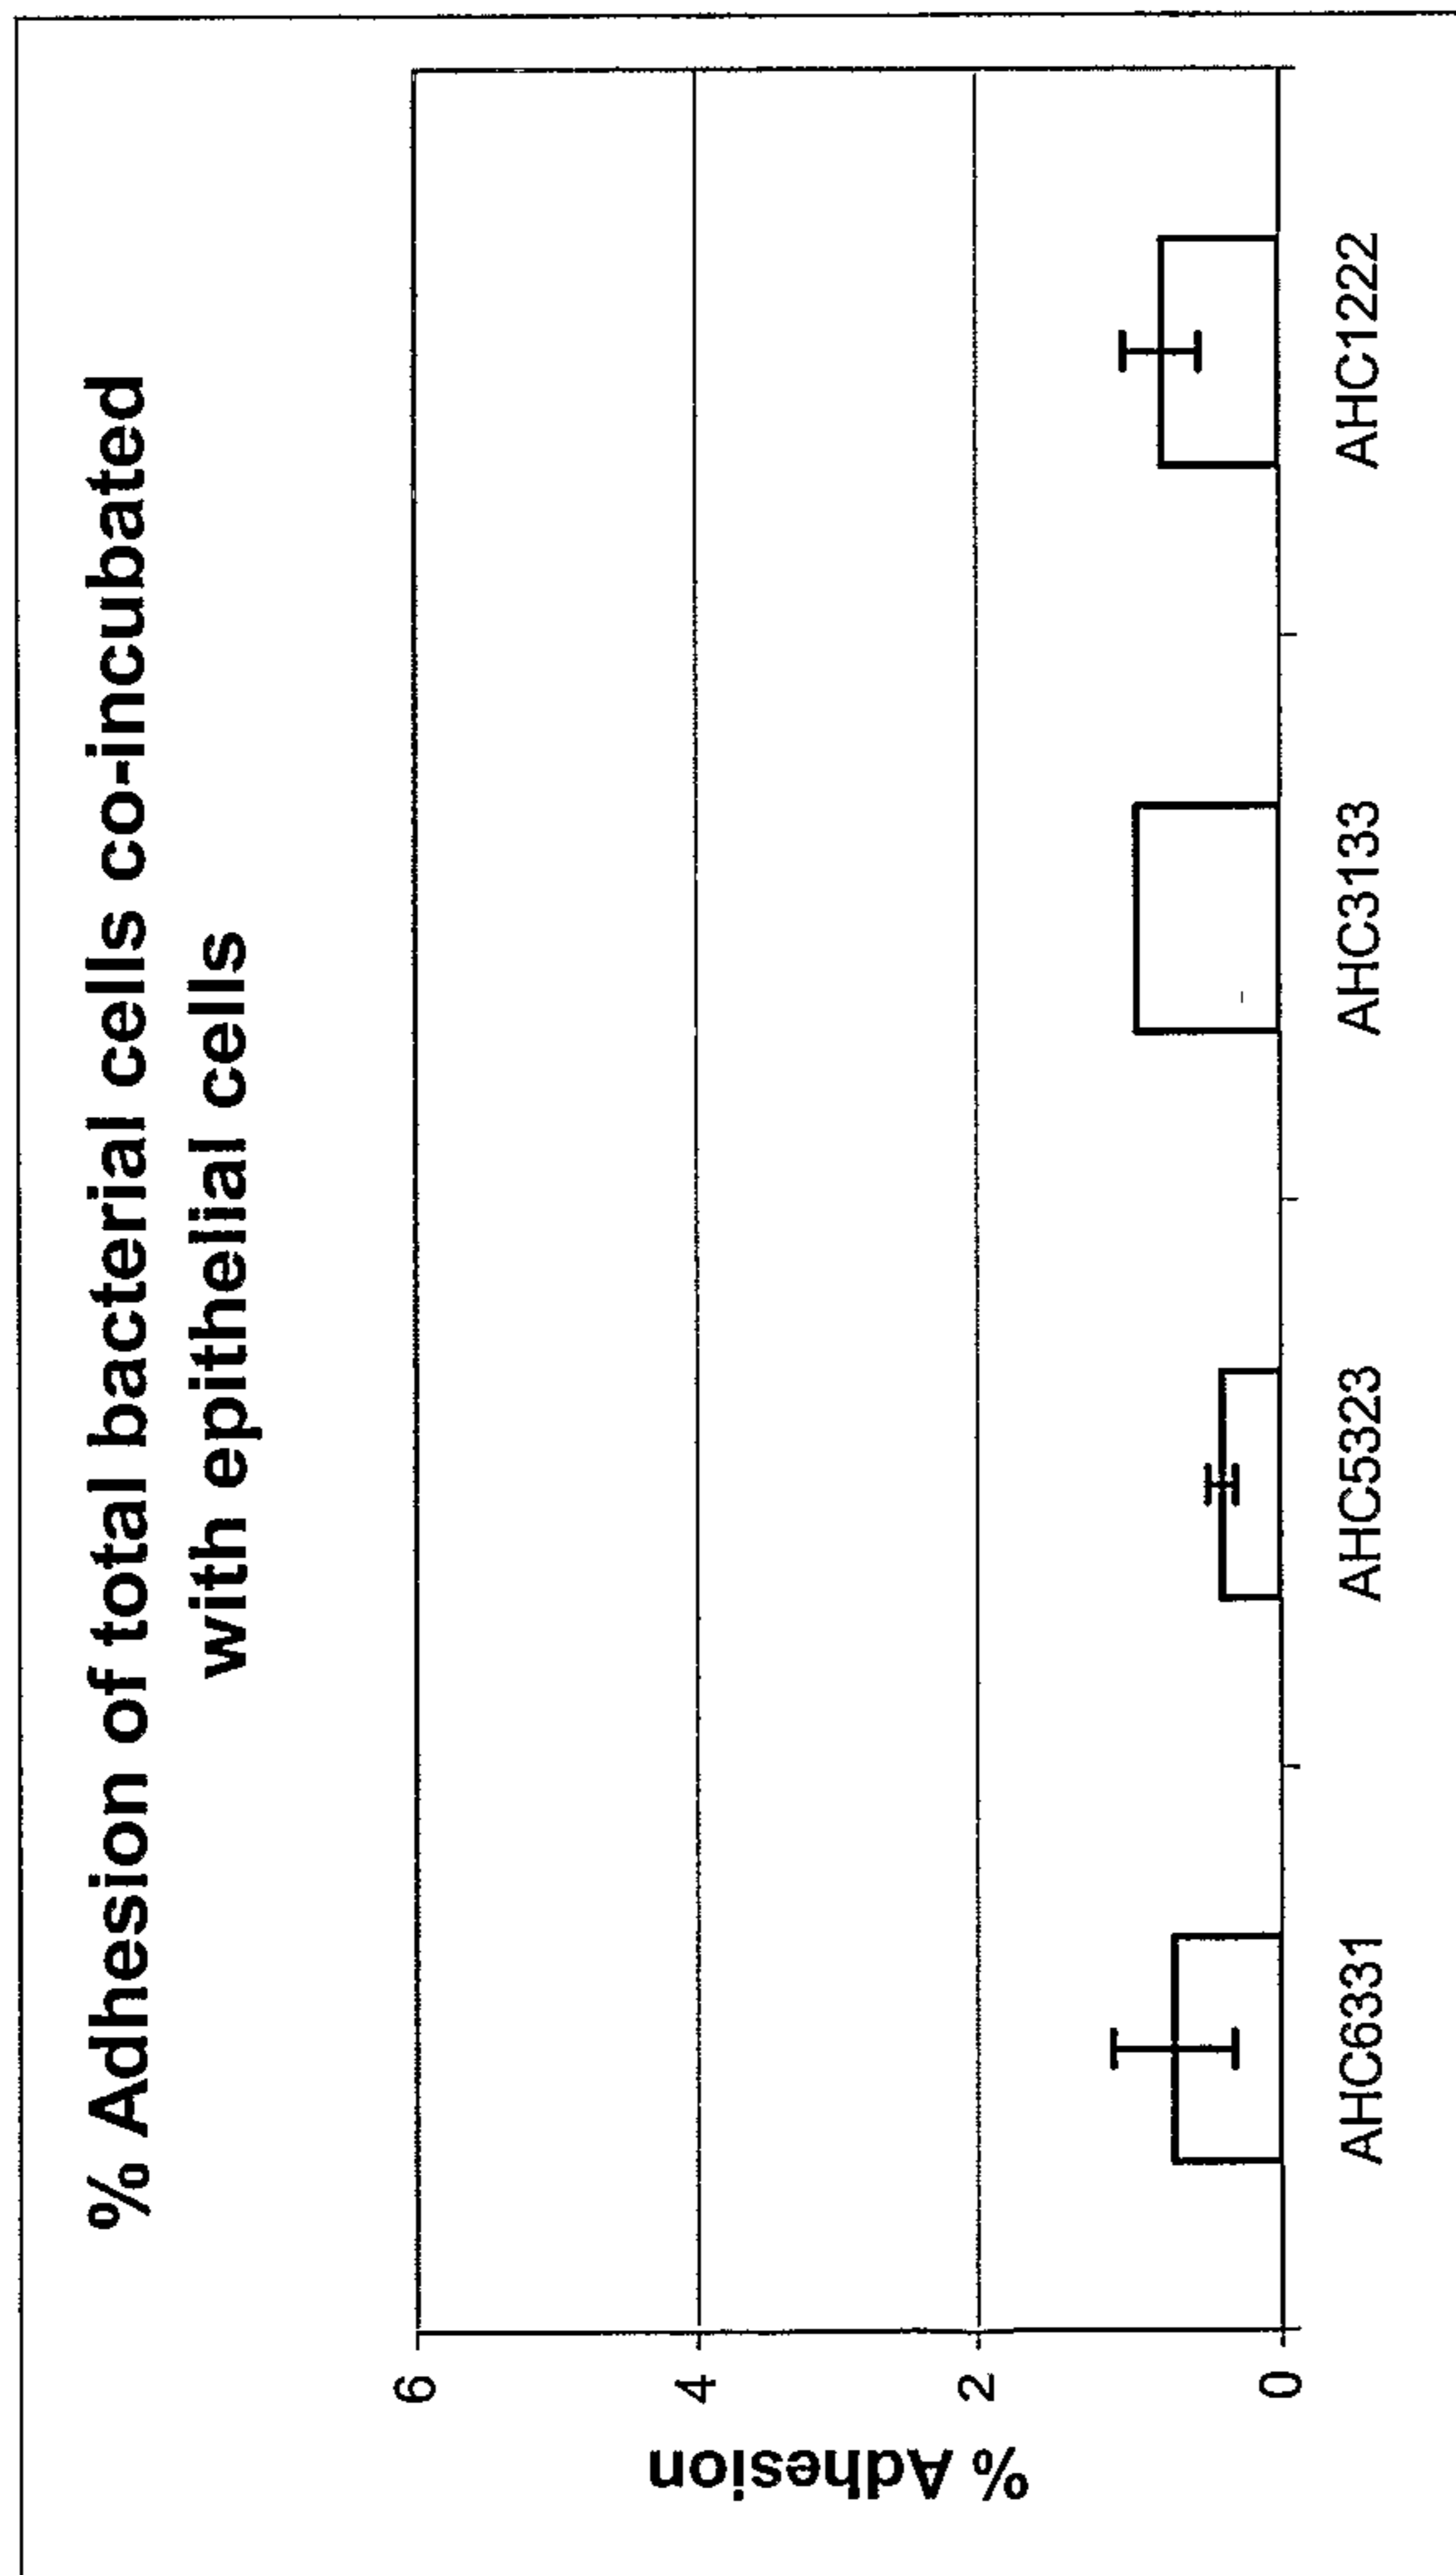 % Adhesion of total bacterial cells co-incubated
with epithelial cells
% Adhesion
6
4
2
0
AHC6331
AHC5323
AHC3133
AHC1222